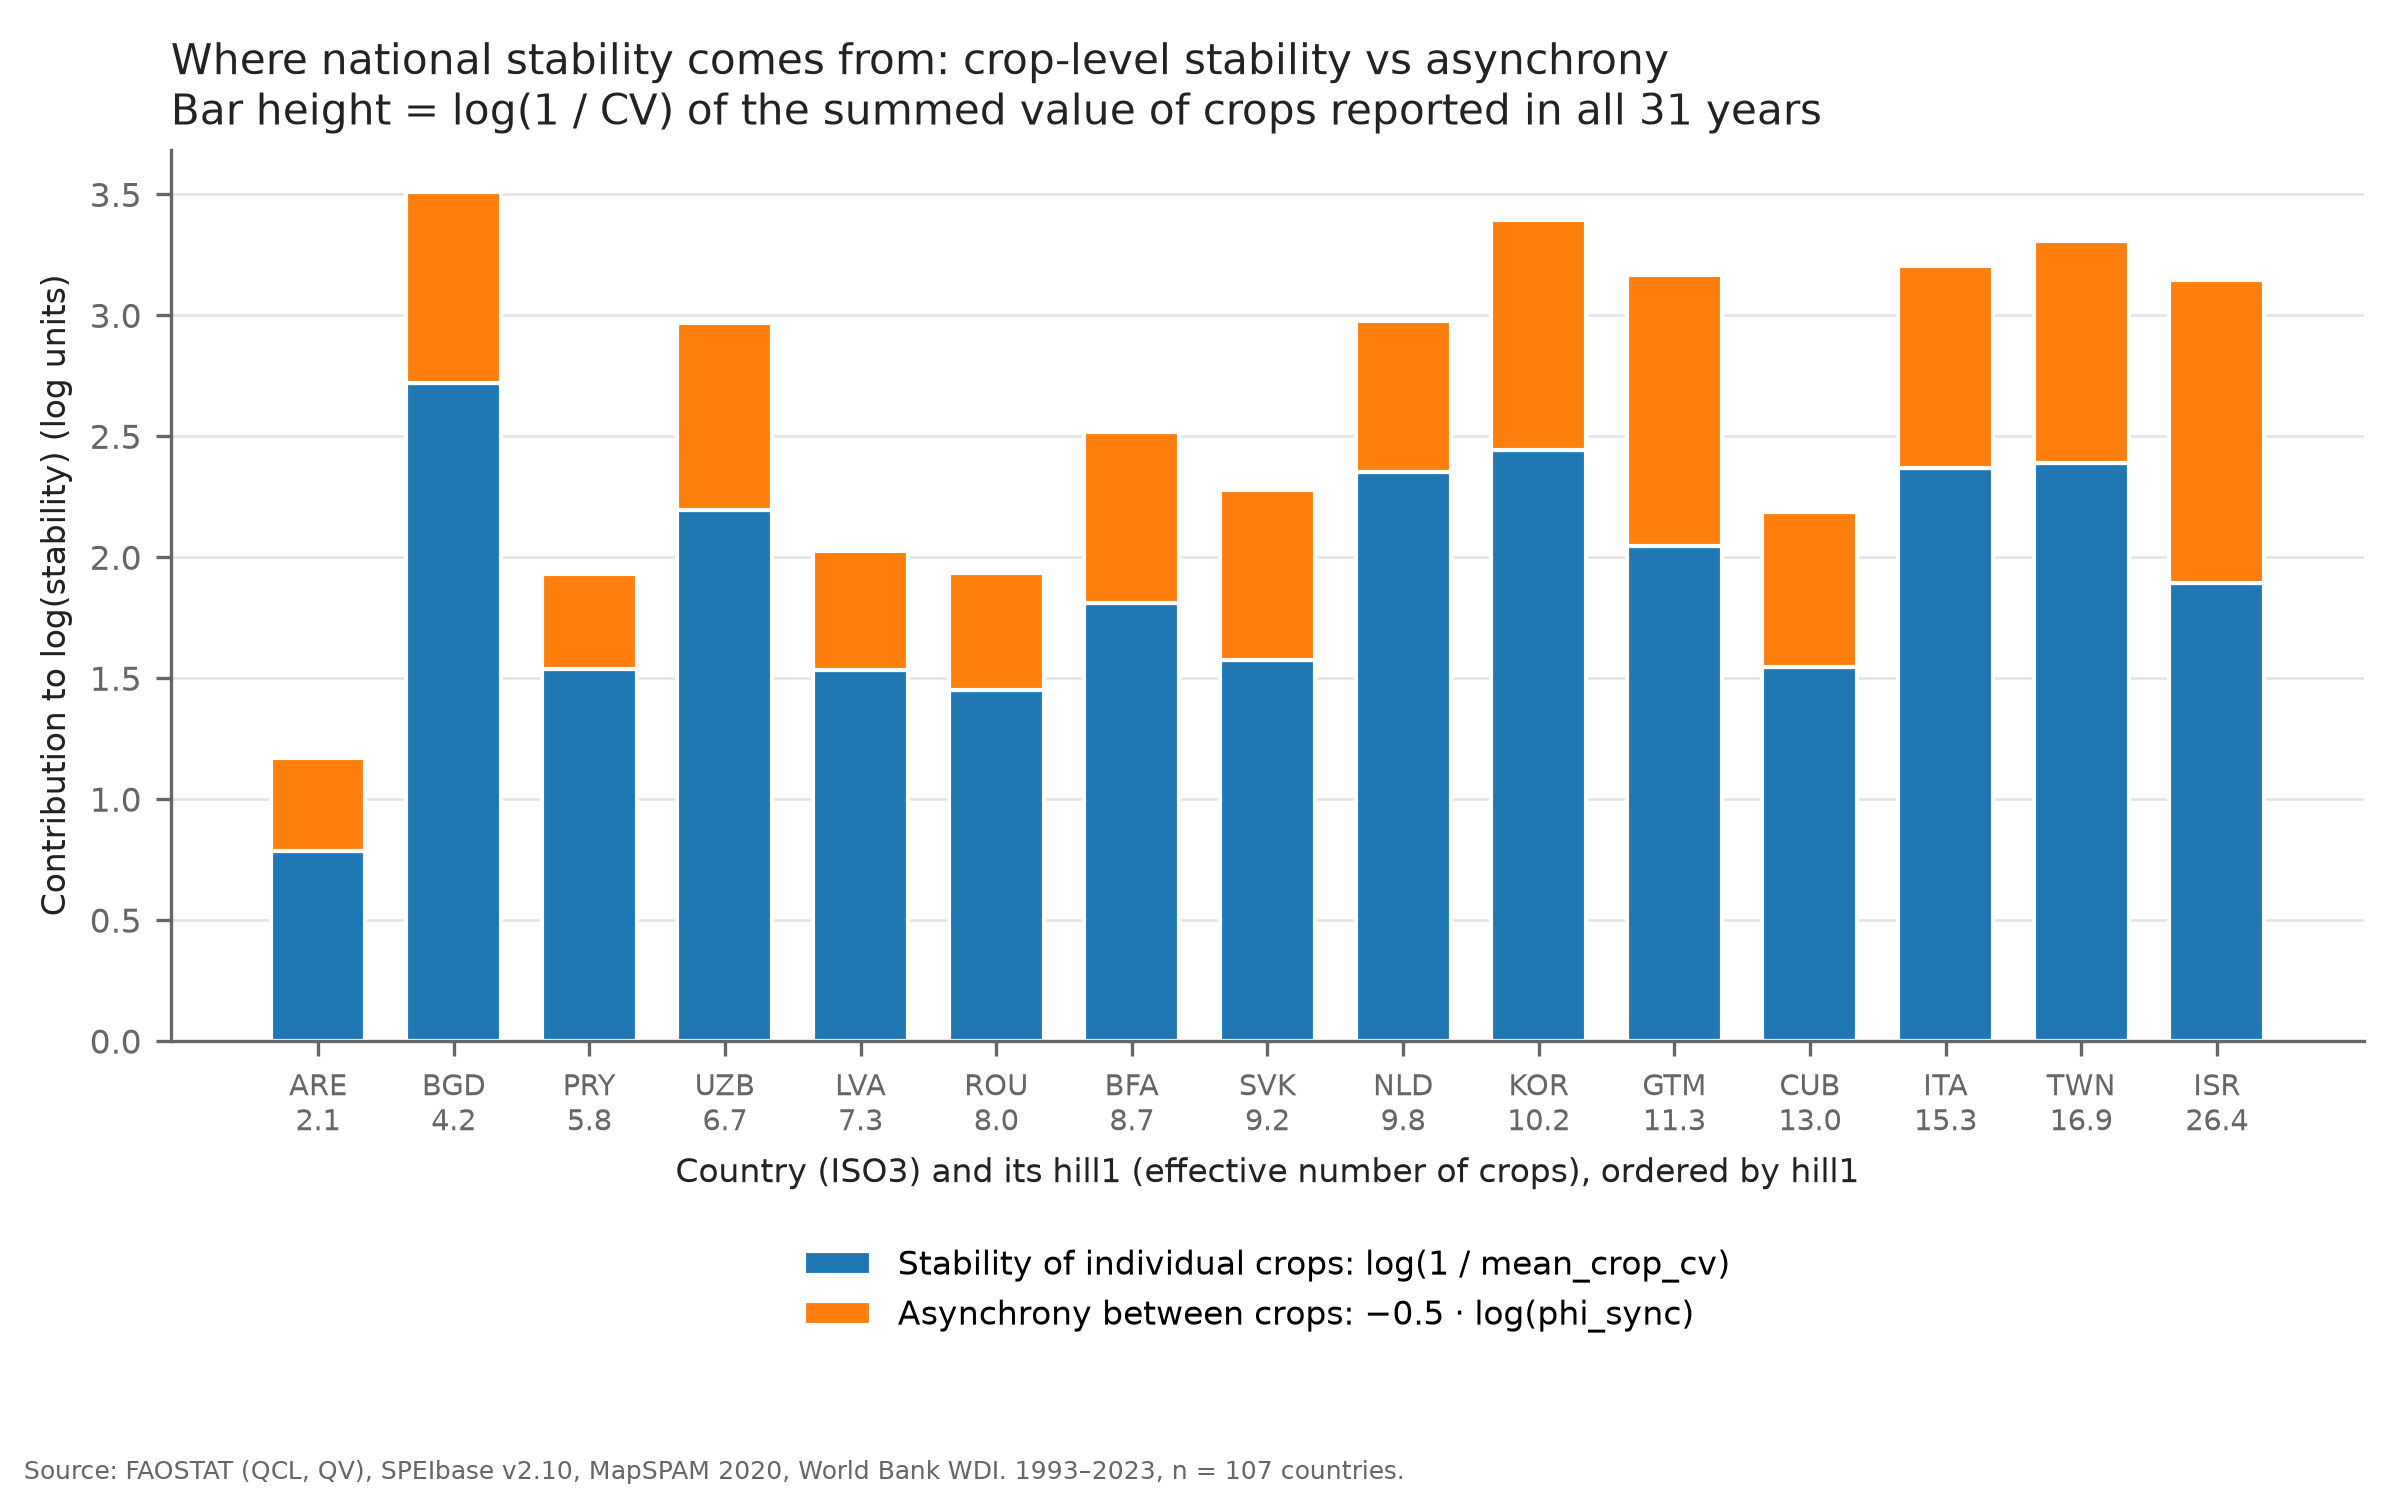 Where national stability comes from: crop-level stability vs asynchrony
Bar height = log(1 / CV) of the summed value of crops reported in all 31 years
Contribution to log(stability) (log units)
3.5
3.0
2.5
2.0
1.5
1.0
0.5
0.0
ARE BGD PRY UZB LVA ROU BFA SVK NLD KOR GTM CUB ITA TWN ISR
2.1 4.2 5.8 6.7 7.3 8.0 8.7 9.2 9.8 10.2 11.3 13.0 15.3 16.9 26.4
Country (ISO3) and its hill1 (effective number of crops), ordered by hill1
Stability of individual crops: log(1 / mean_crop_cv)
Asynchrony between crops: −0.5 · log(phi_sync)
Source: FAOSTAT (QCL, QV), SPEIbase v2.10, MapSPAM 2020, World Bank WDI. 1993–2023, n = 107 countries.